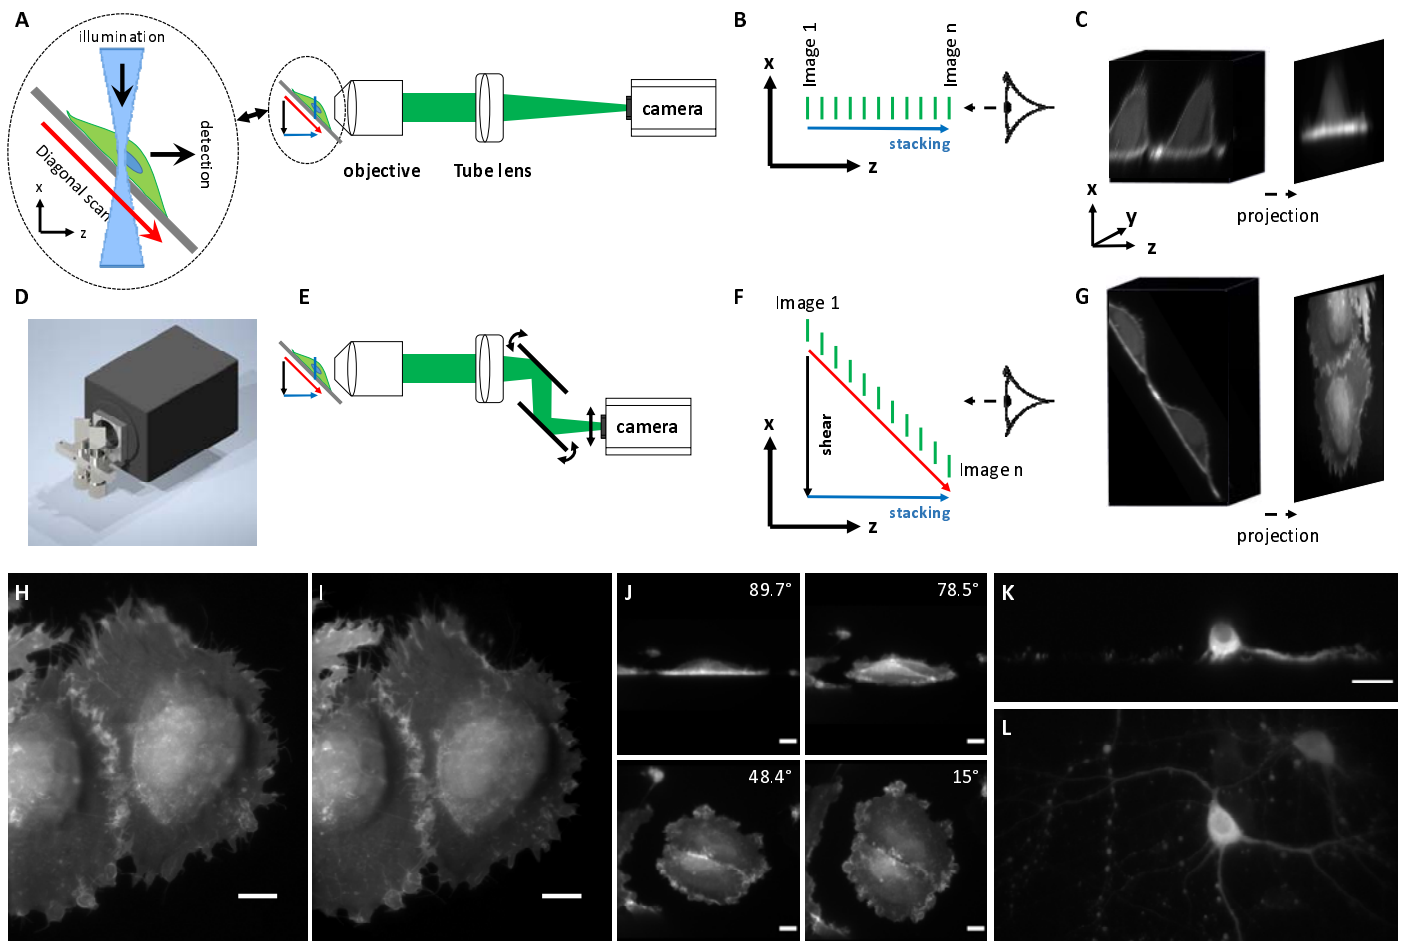 A
illumination
detection
Diagonal scan
x
z
objective
Tube lens
camera
B
x
Image 1
Image n
stacking
z
C
x
y
z
projection
D
E
camera
F
Image 1
x
shear
Image n
stacking
z
G
projection
H
I
J
89.7°
78.5°
48.4°
15°
K
L